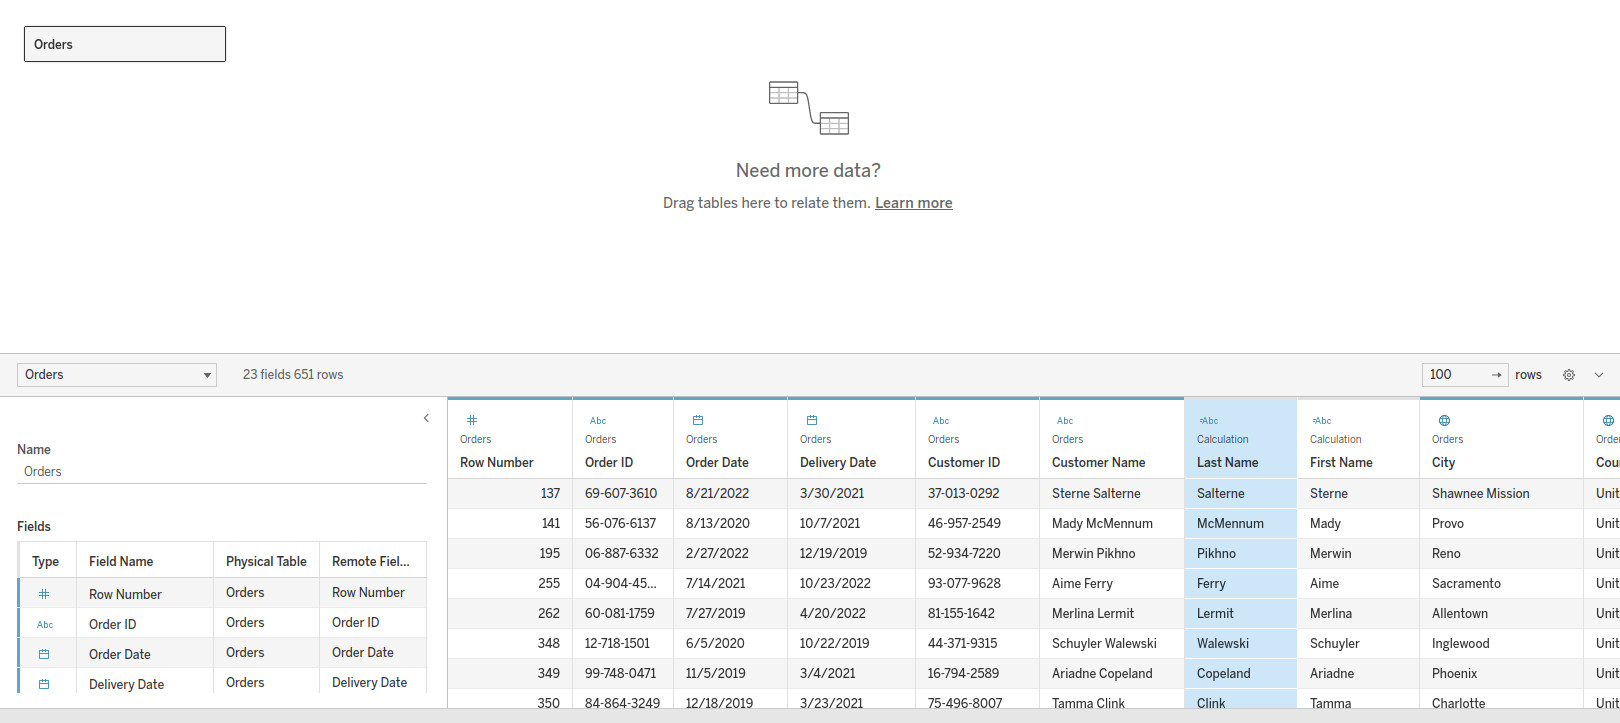 Orders
Need more data?
Drag tables here to relate them. Learn more
Orders 23 fields 651 rows 100 → rows
Name
Orders
Fields
Type Field Name Physical Table Remote Fiel...
Row Number Orders Row Number
Abc Order ID Orders Order ID
Order Date Orders Order Date
Delivery Date Orders Delivery Date
# Abc Abc Abc =Abc =Abc
Orders Orders Orders Orders Orders Orders Calculation Calculation Orders Order
Row Number Order ID Order Date Delivery Date Customer ID Customer Name Last Name First Name City Cou
137 69-607-3610 8/21/2022 3/30/2021 37-013-0292 Sterne Salterne Salterne Sterne Shawnee Mission Unit
141 56-076-6137 8/13/2020 10/7/2021 46-957-2549 Mady McMennum McMennum Mady Provo Unit
195 06-887-6332 2/27/2022 12/19/2019 52-934-7220 Merwin Pikhno Pikhno Merwin Reno Unit
255 04-904-45... 7/14/2021 10/23/2022 93-077-9628 Aime Ferry Ferry Aime Sacramento Unit
262 60-081-1759 7/27/2019 4/20/2022 81-155-1642 Merlina Lermit Lermit Merlina Allentown Unit
348 12-718-1501 6/5/2020 10/22/2019 44-371-9315 Schuyler Walewski Walewski Schuyler Inglewood Unit
349 99-748-0471 11/5/2019 3/4/2021 16-794-2589 Ariadne Copeland Copeland Ariadne Phoenix Unit
350 84-864-3249 12/18/2019 3/23/2021 75-496-8007 Tamma Clink Clink Tamma Charlotte Unit